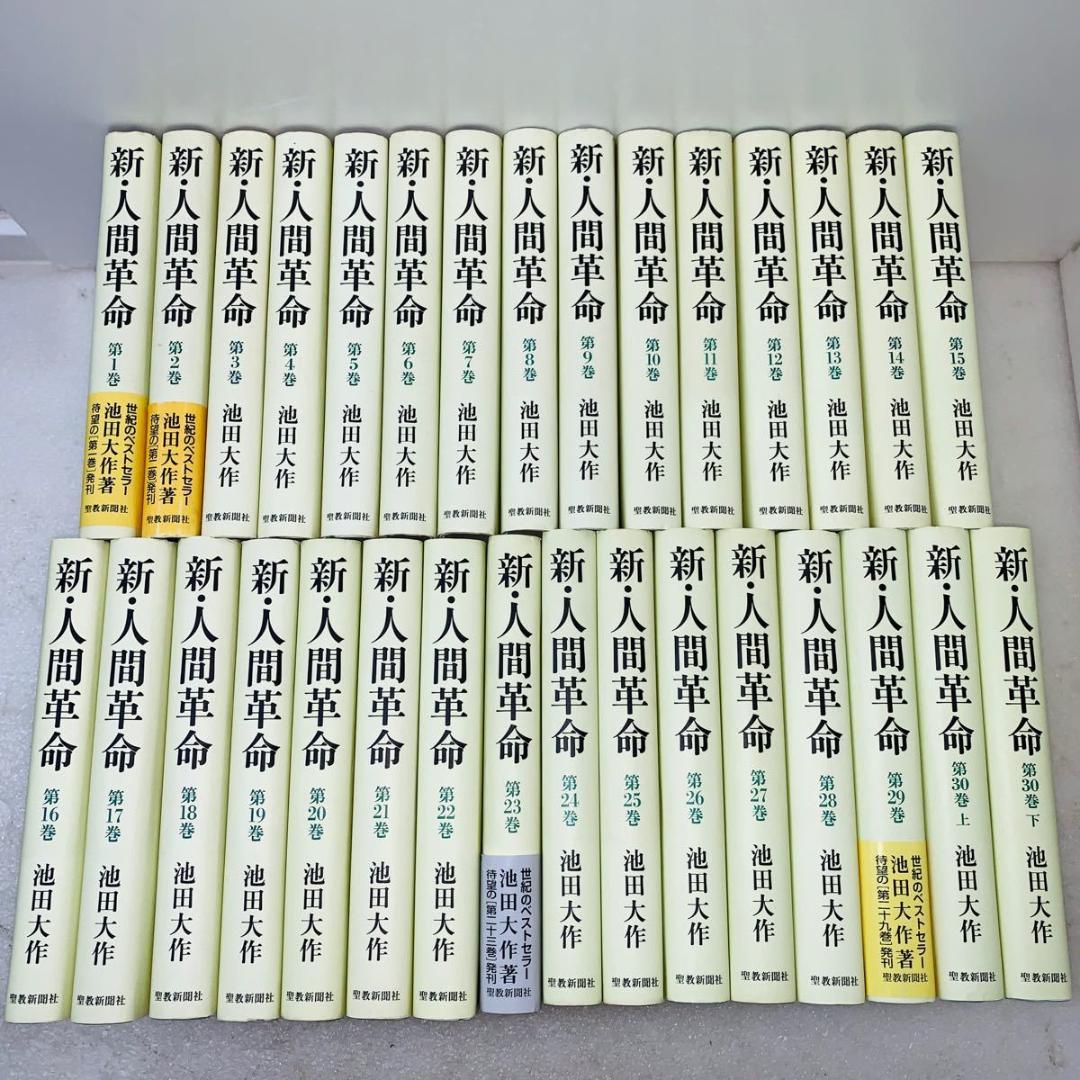 新・人間革命 第1巻
世紀のベストセラー
池田大作著
待望の［第一巻］発刊
新・人間革命 第2巻
世紀のベストセラー
池田大作著
待望の［第二巻］発刊
聖教新聞社
新・人間革命 第3巻 池田大作 聖教新聞社
新・人間革命 第4巻 池田大作 聖教新聞社
新・人間革命 第5巻 池田大作 聖教新聞社
新・人間革命 第6巻 池田大作 聖教新聞社
新・人間革命 第7巻 池田大作 聖教新聞社
新・人間革命 第8巻 池田大作 聖教新聞社
新・人間革命 第9巻 池田大作 聖教新聞社
新・人間革命 第10巻 池田大作 聖教新聞社
新・人間革命 第11巻 池田大作 聖教新聞社
新・人間革命 第12巻 池田大作 聖教新聞社
新・人間革命 第13巻 池田大作 聖教新聞社
新・人間革命 第14巻 池田大作 聖教新聞社
新・人間革命 第15巻 池田大作 聖教新聞社
新・人間革命 第16巻 池田大作 聖教新聞社
新・人間革命 第17巻 池田大作 聖教新聞社
新・人間革命 第18巻 池田大作 聖教新聞社
新・人間革命 第19巻 池田大作 聖教新聞社
新・人間革命 第20巻 池田大作 聖教新聞社
新・人間革命 第21巻 池田大作 聖教新聞社
新・人間革命 第22巻 池田大作 聖教新聞社
新・人間革命 第23巻
世紀のベストセラー
池田大作著
待望の［第二十三巻］発刊
聖教新聞社
新・人間革命 第24巻 池田大作 聖教新聞社
新・人間革命 第25巻 池田大作 聖教新聞社
新・人間革命 第26巻 池田大作 聖教新聞社
新・人間革命 第27巻 池田大作 聖教新聞社
新・人間革命 第28巻 池田大作 聖教新聞社
新・人間革命 第29巻
世紀のベストセラー
池田大作著
待望の［第二十九巻］発刊
聖教新聞社
新・人間革命 第30巻 上 池田大作 聖教新聞社
新・人間革命 第30巻 下 池田大作 聖教新聞社